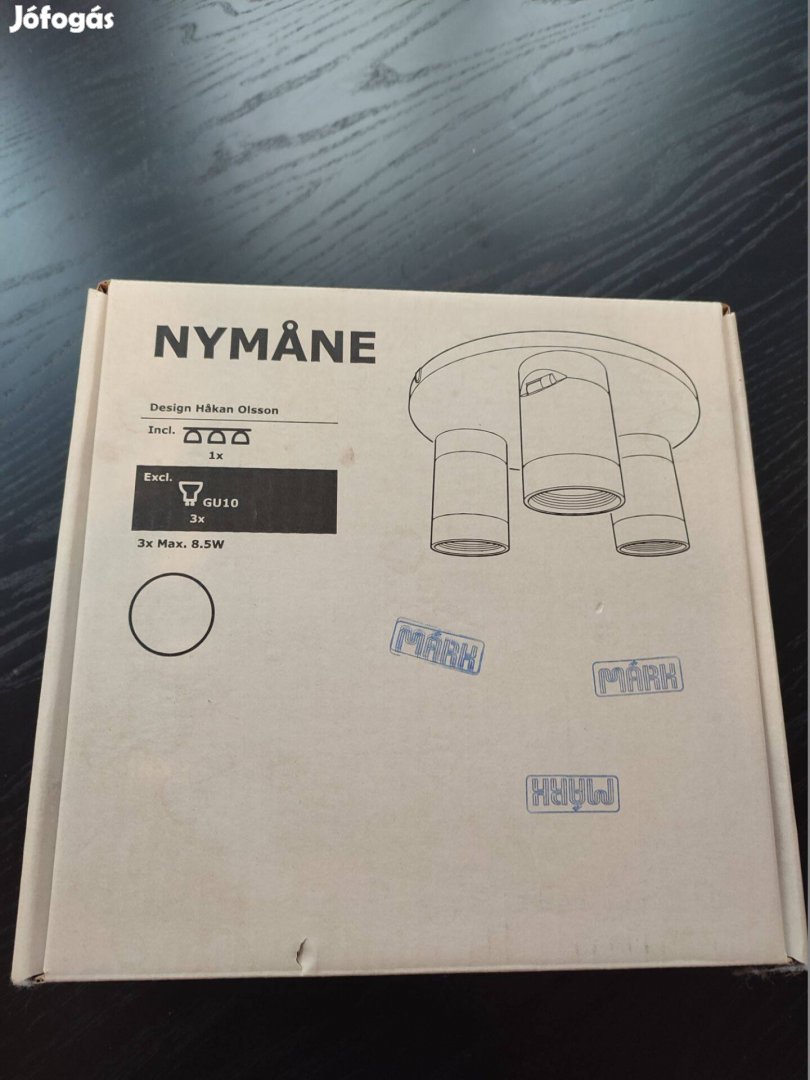 Jófogás
NYMÅNE
Design Håkan Olsson
Incl.
1x
Excl.
GU10
3x
3x Max. 8.5W
MÁRK
MÁRK
MÁRK